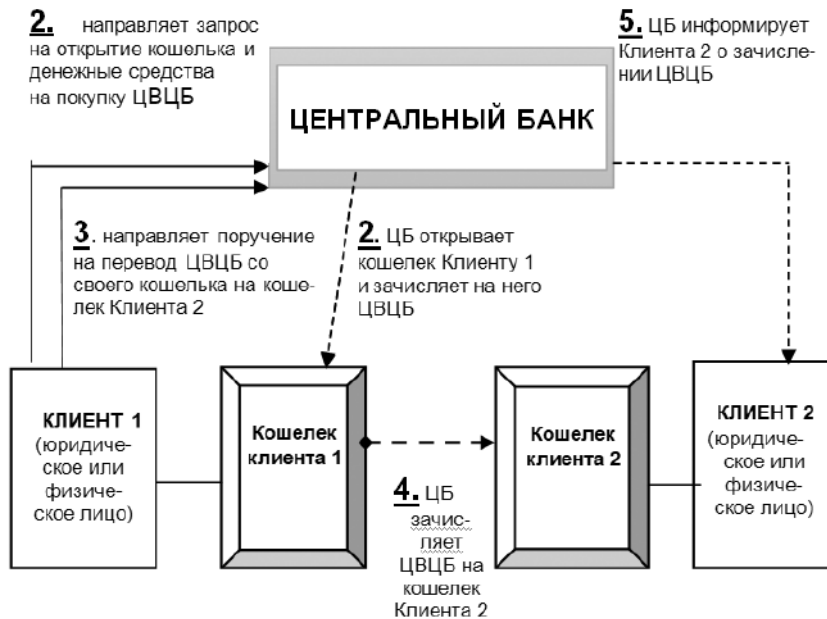 2. направляет запрос
на открытие кошелька и
денежные средства
на покупку ЦВЦБ
5. ЦБ информирует
Клиента 2 о зачисле-
нии ЦВЦБ
ЦЕНТРАЛЬНЫЙ БАНК
3. направляет поручение
на перевод ЦВЦБ со
своего кошелька на коше-
лек Клиента 2
2. ЦБ открывает
кошелек Клиенту 1
и зачисляет на него
ЦВЦБ
КЛИЕНТ 1
(юридиче-
ское или
физиче-
ское лицо)
Кошелек
клиента 1
Кошелек
клиента 2
КЛИЕНТ 2
(юридиче-
ское или
физиче-
ское лицо)
4. ЦБ
зачис-
ляет
ЦВЦБ на
кошелек
Клиента 2